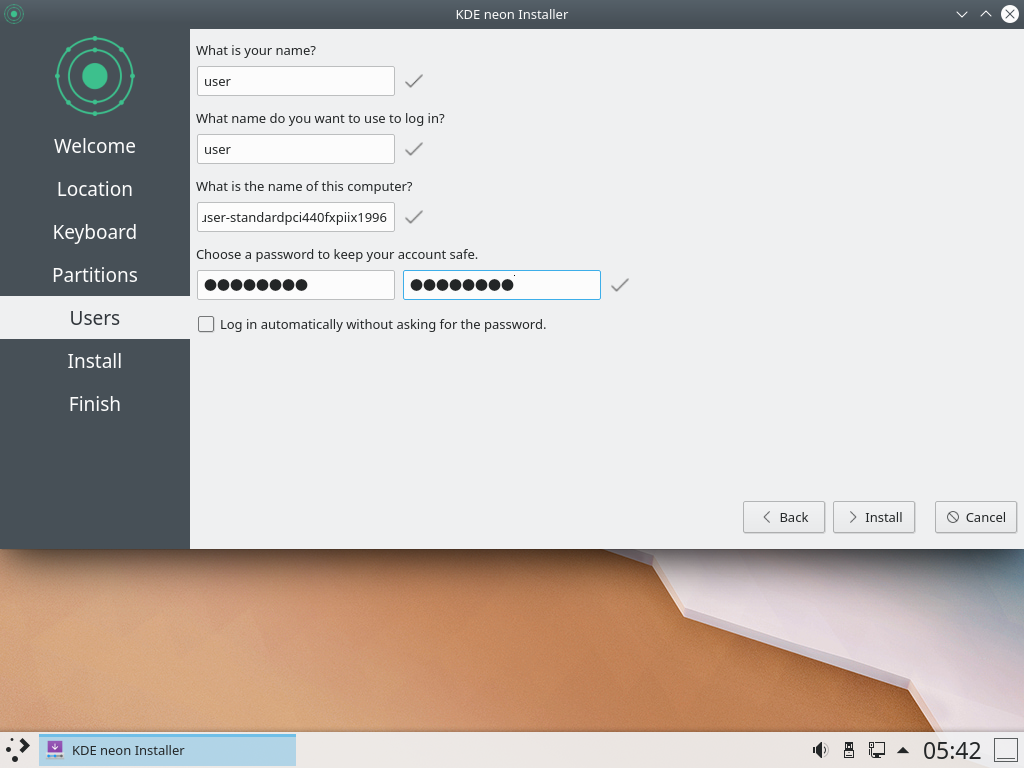 KDE neon Installer
Welcome
Location
Keyboard
Partitions
Users
Install
Finish
What is your name?
user
What name do you want to use to log in?
user
What is the name of this computer?
user-standardpci440fxpiix1996
Choose a password to keep your account safe.
●●●●●●●● ●●●●●●●●
Log in automatically without asking for the password.
Back Install Cancel
KDE neon Installer 05:42